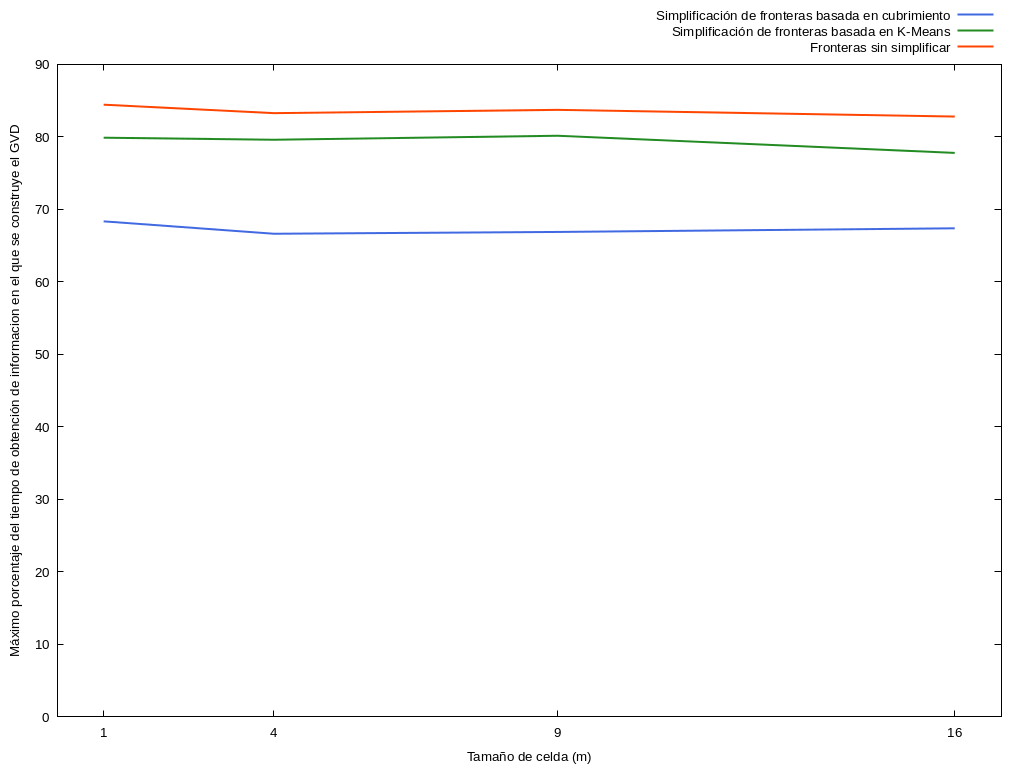 Simplificación de fronteras basada en cubrimiento
Simplificación de fronteras basada en K-Means
Fronteras sin simplificar
Máximo porcentaje del tiempo de obtención de informacion en el que se construye el GVD
90
80
70
60
50
40
30
20
10
0
1 4 9 16
Tamaño de celda (m)